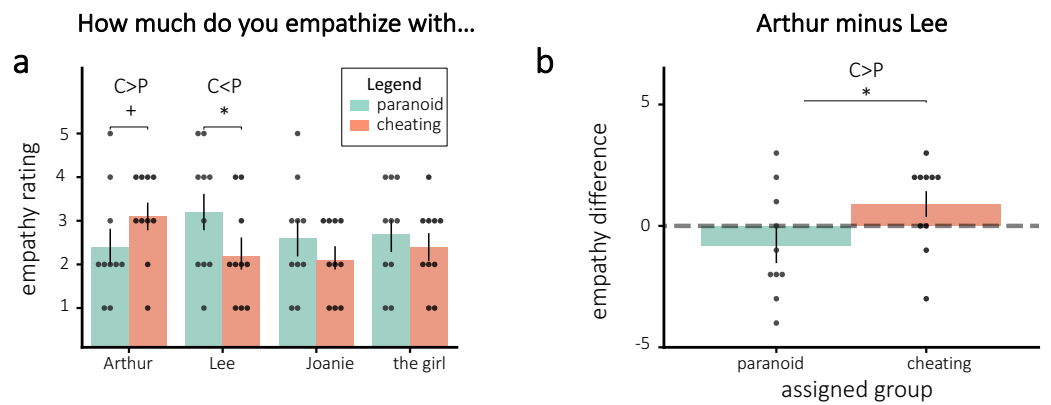 How much do you empathize with...
Arthur minus Lee
a
C>P
+
C<P
*
Legend
paranoid
cheating
empathy rating
5
4
3
2
1
Arthur
Lee
Joanie
the girl
b
C>P
*
empathy difference
5
0
-5
paranoid
cheating
assigned group